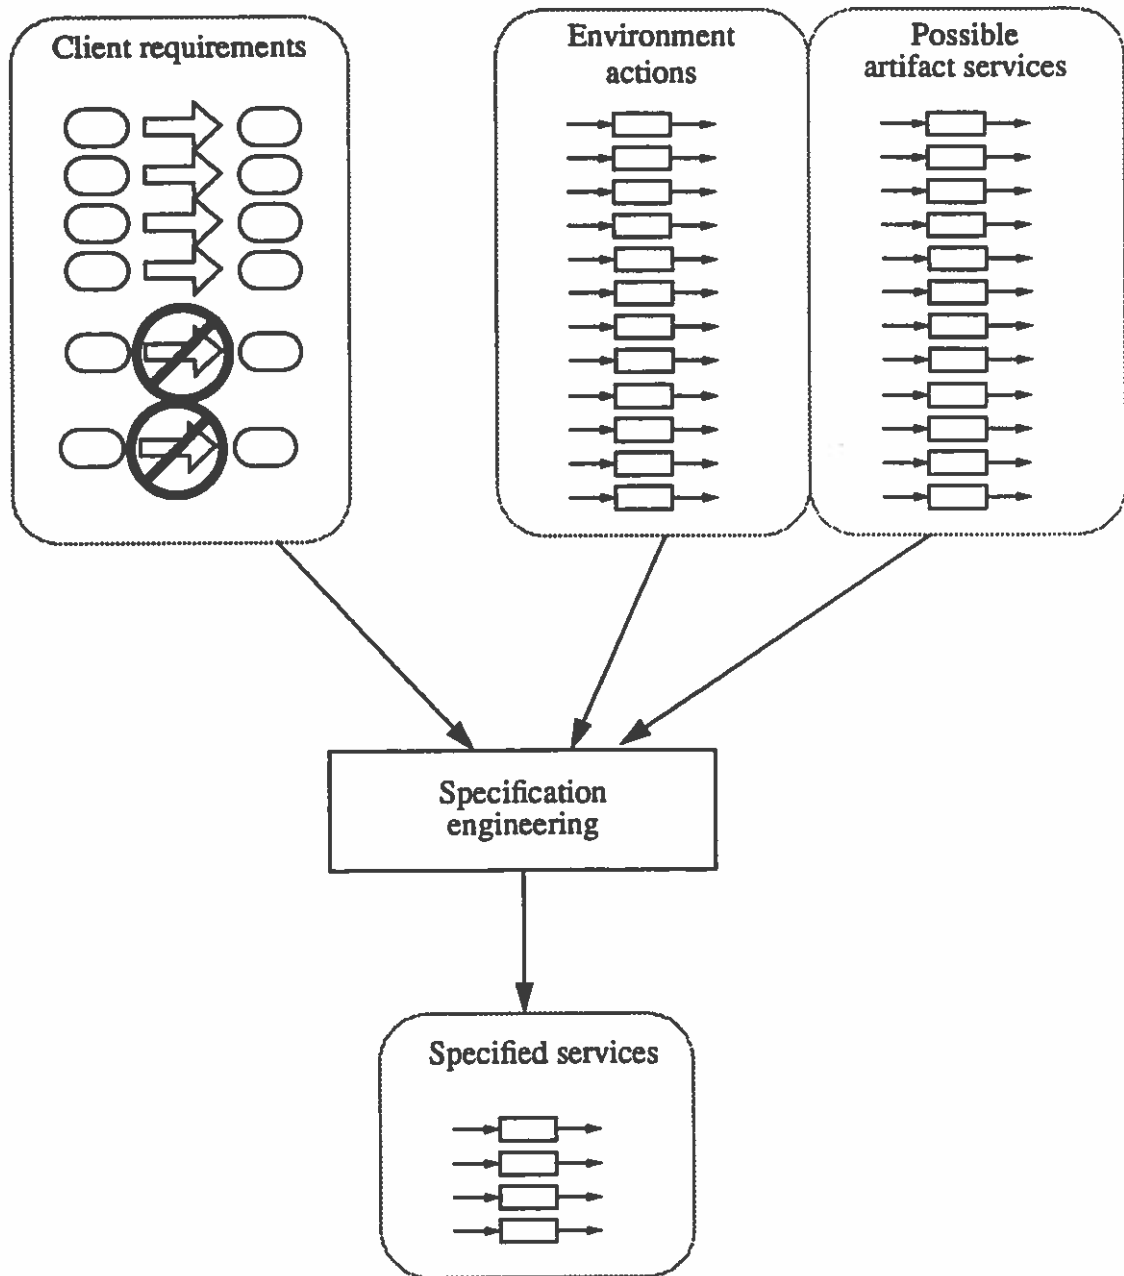 Client requirements
Environment
actions
Possible
artifact services
Specification
engineering
Specified services